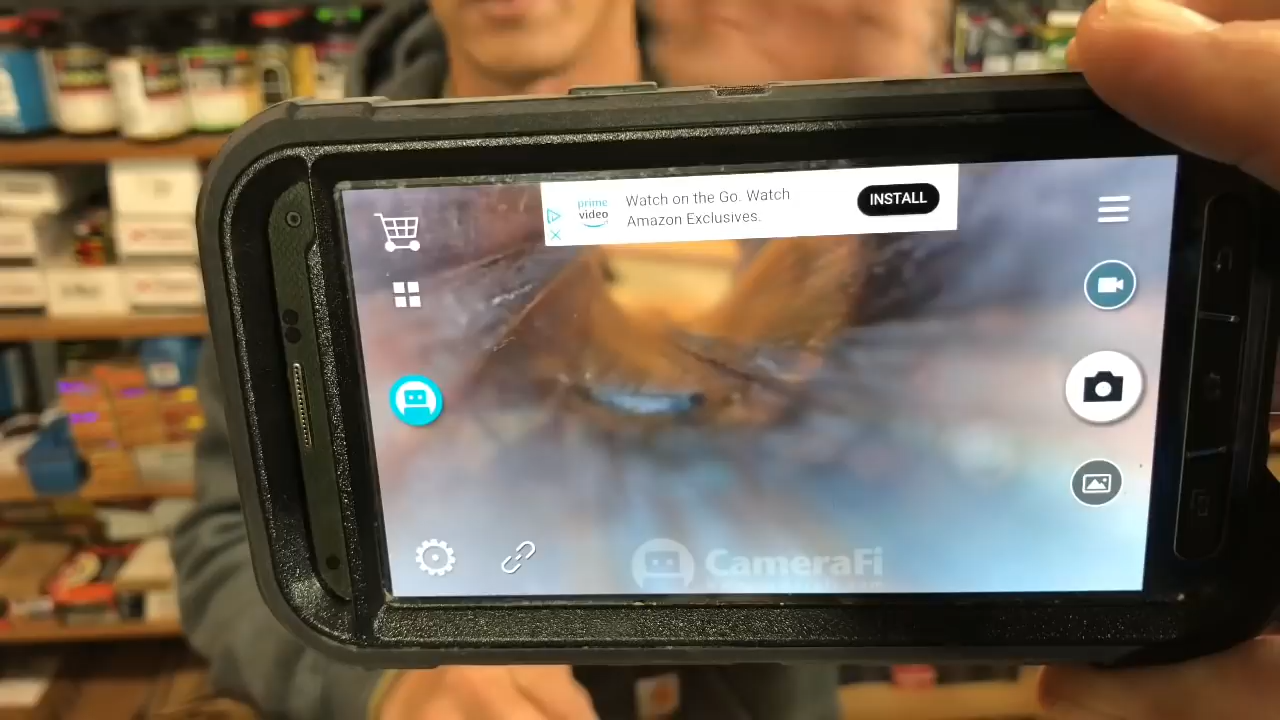 prime
video
Watch on the Go. Watch
Amazon Exclusives.
INSTALL
CameraFi